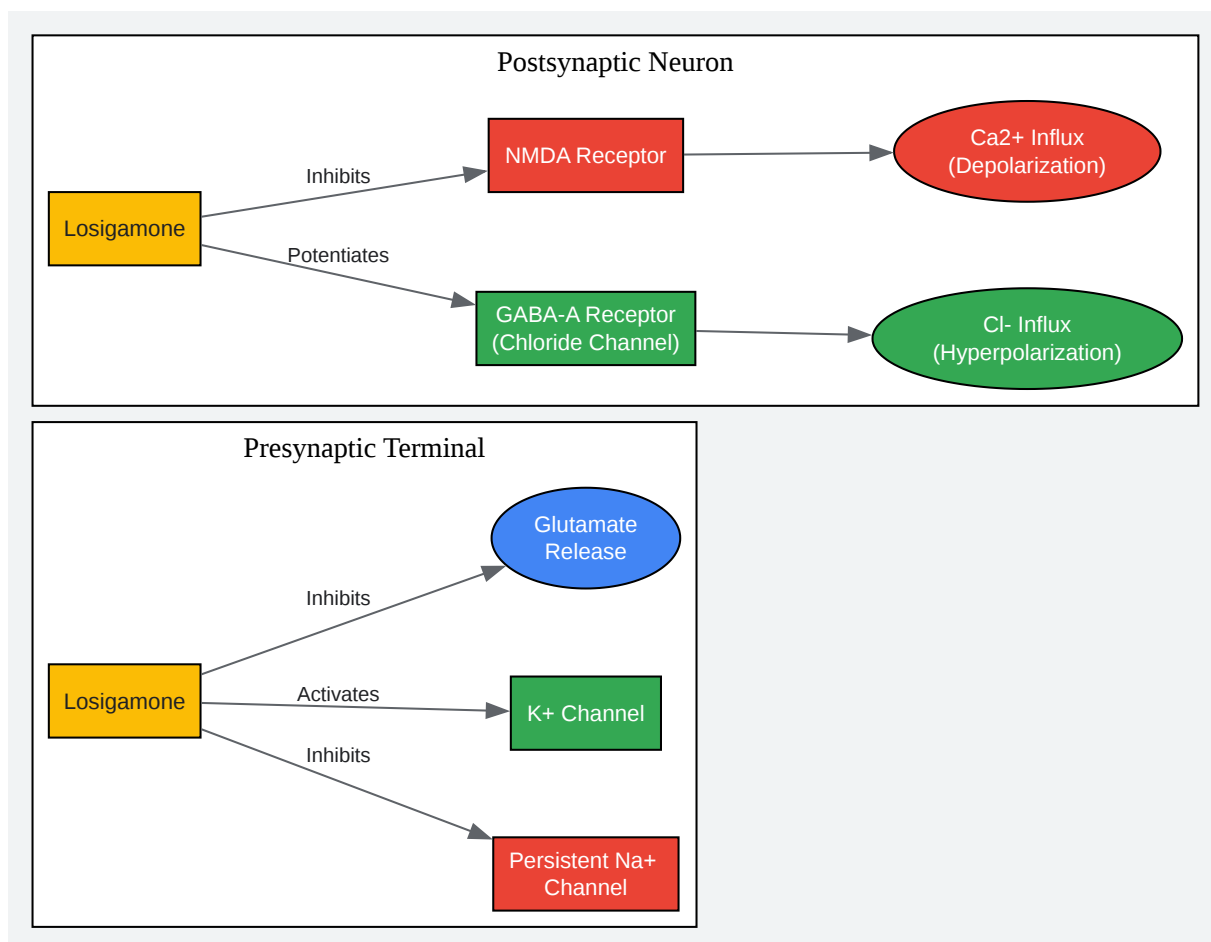 Postsynaptic Neuron
Losigamone
Inhibits
NMDA Receptor
Ca2+ Influx
(Depolarization)
Potentiates
GABA-A Receptor
(Chloride Channel)
Cl- Influx
(Hyperpolarization)
Presynaptic Terminal
Losigamone
Inhibits
Glutamate
Release
Activates
K+ Channel
Inhibits
Persistent Na+
Channel